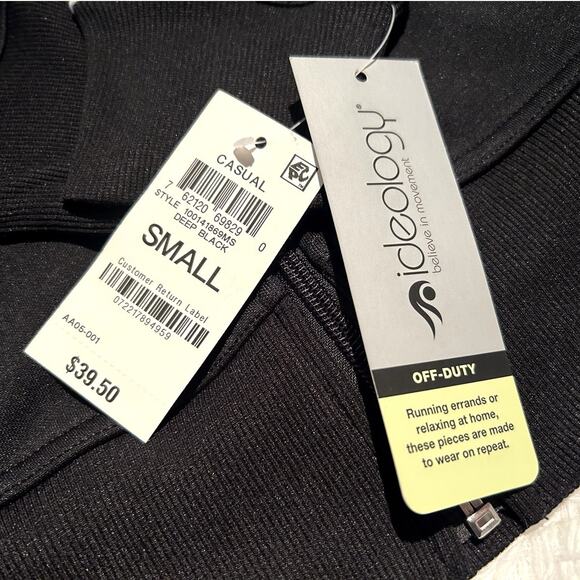 CASUAL
7 62120 69829 0
STYLE 100141869MS
DEEP BLACK
SMALL
Customer Return Label
072217894959
AA05-001
$39.50
ideology®
believe in movement
OFF-DUTY
Running errands or
relaxing at home,
these pieces are made
to wear on repeat.